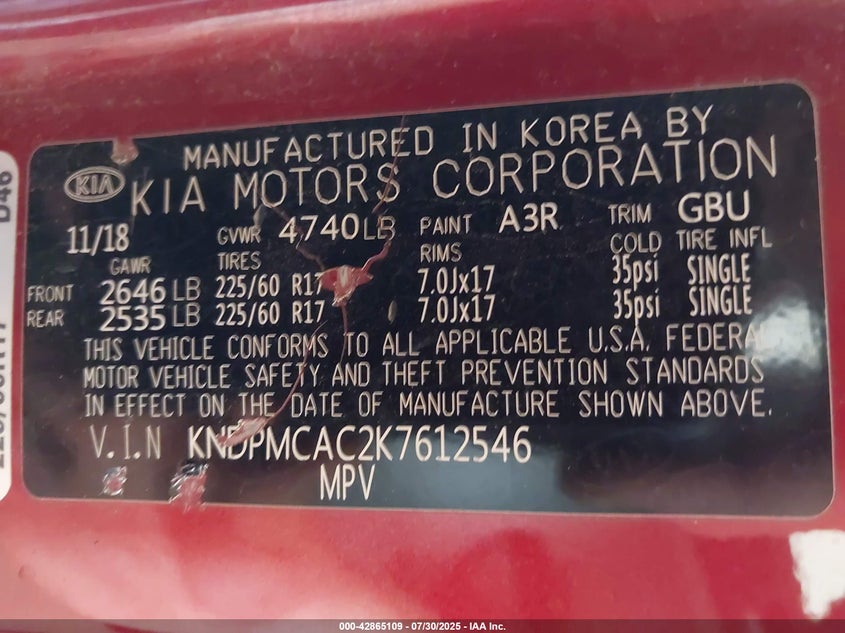 MANUFACTURED IN KOREA BY
KIA KIA MOTORS CORPORATION
11/18 GVWR 4740LB PAINT A3R TRIM GBU
GAWR TIRES RIMS COLD TIRE INFL
FRONT 2646 LB 225/60 R17 7.0Jx17 35psi SINGLE
REAR 2535 LB 225/60 R17 7.0Jx17 35psi SINGLE
THIS VEHICLE CONFORMS TO ALL APPLICABLE U.S.A. FEDERAL
MOTOR VEHICLE SAFETY AND THEFT PREVENTION STANDARDS
IN EFFECT ON THE DATE OF MANUFACTURE SHOWN ABOVE.
V.I.N KNDPMCAC2K7612546
MPV
D46
000-42865109 - 07/30/2025 - IAA Inc.